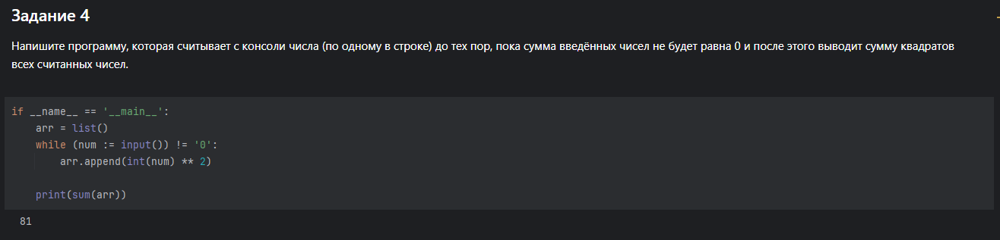 Задание 4
Напишите программу, которая считывает с консоли числа (по одному в строке) до тех пор, пока сумма введённых чисел не будет равна 0 и после этого выводит сумму квадратов
всех считанных чисел.
if __name__ == '__main__':
    arr = list()
    while (num := input()) != '0':
        arr.append(int(num) ** 2)
    print(sum(arr))
81